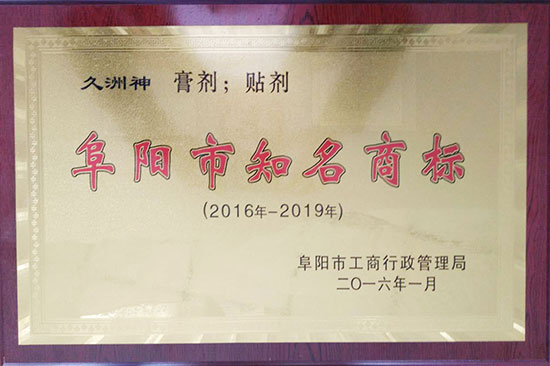 久洲神 膏剂；贴剂
阜阳市知名商标
(2016年-2019年)
阜阳市工商行政管理局
二〇一六年一月